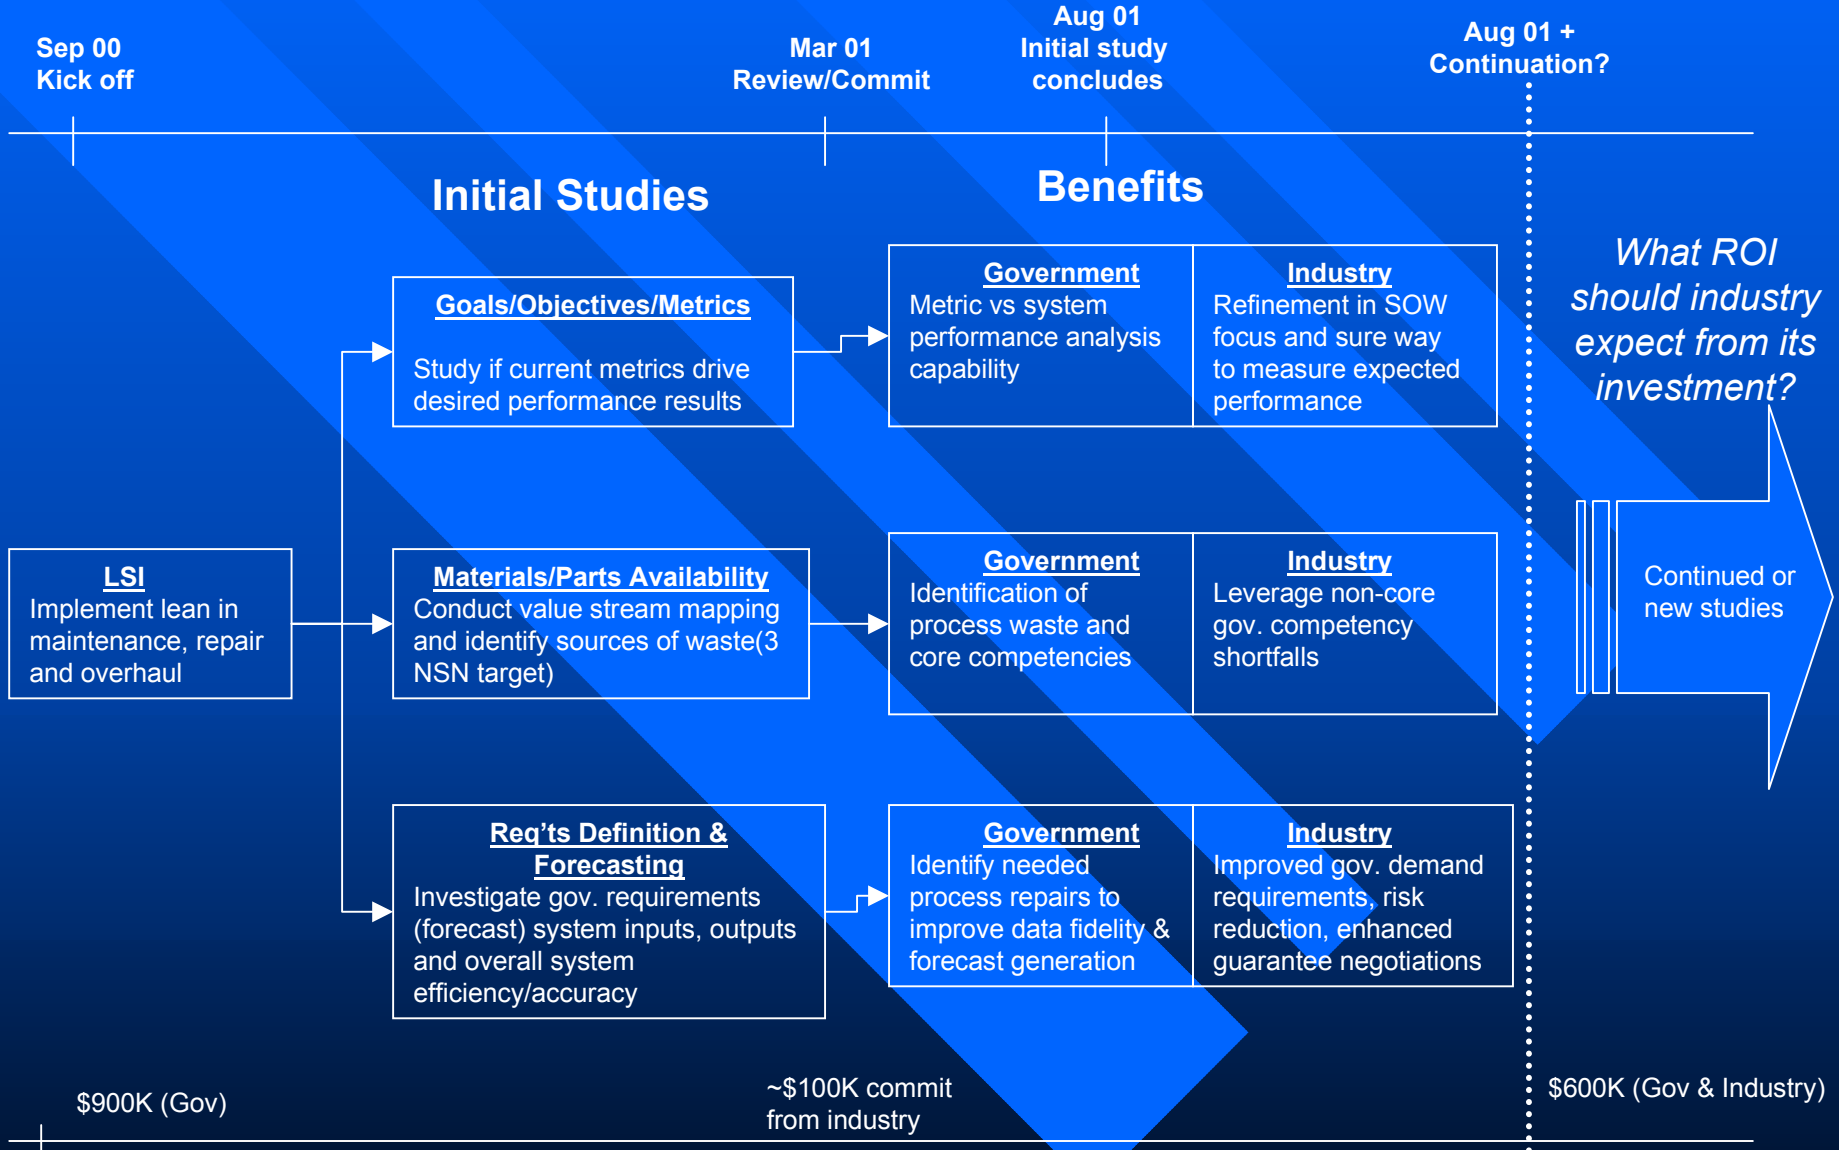 Sep 00
Kick off
Mar 01
Review/Commit
Aug 01
Initial study
concludes
Aug 01 +
Continuation?
Initial Studies
Benefits
LSI
Implement lean in
maintenance, repair
and overhaul
Goals/Objectives/Metrics
Study if current metrics drive
desired performance results
Government
Metric vs system
performance analysis
capability
Industry
Refinement in SOW
focus and sure way
to measure expected
performance
Materials/Parts Availability
Conduct value stream mapping
and identify sources of waste(3
NSN target)
Government
Identification of
process waste and
core competencies
Industry
Leverage non-core
gov. competency
shortfalls
Req'ts Definition &
Forecasting
Investigate gov. requirements
(forecast) system inputs, outputs
and overall system
efficiency/accuracy
Government
Identify needed
process repairs to
improve data fidelity &
forecast generation
Industry
Improved gov. demand
requirements, risk
reduction, enhanced
guarantee negotiations
What ROI
should industry
expect from its
investment?
Continued or
new studies
$900K (Gov)
~$100K commit
from industry
$600K (Gov & Industry)